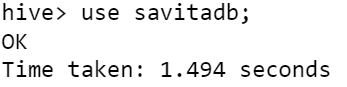 hive> use savitadb;
OK
Time taken: 1.494 seconds